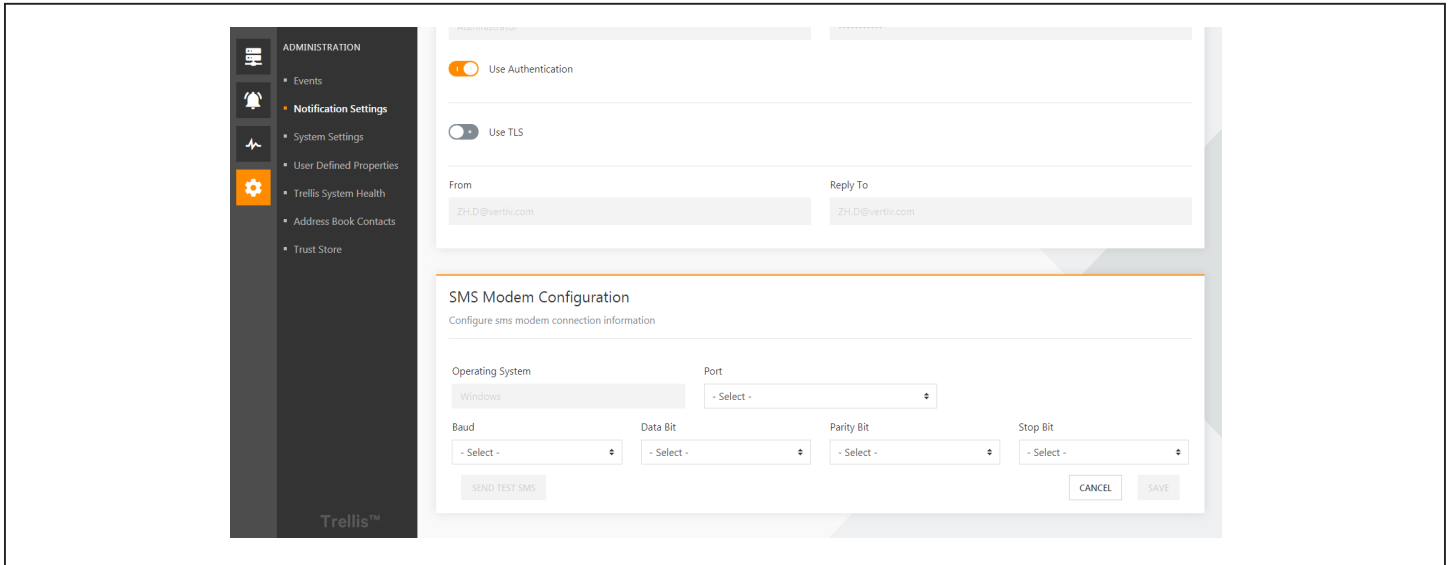 Administrator
ADMINISTRATION
Use Authentication
Events
Notification Settings
Use TLS
System Settings
User Defined Properties
From
Reply To
Trellis System Health
ZH.D@vertiv.com
ZH.D@vertiv.com
Address Book Contacts
Trust Store
SMS Modem Configuration
Configure sms modem connection information
Operating System
Port
Windows
- Select -
Baud
Data Bit
Parity Bit
Stop Bit
- Select -
- Select -
- Select -
- Select -
SEND TEST SMS
CANCEL
SAVE
Trellis™